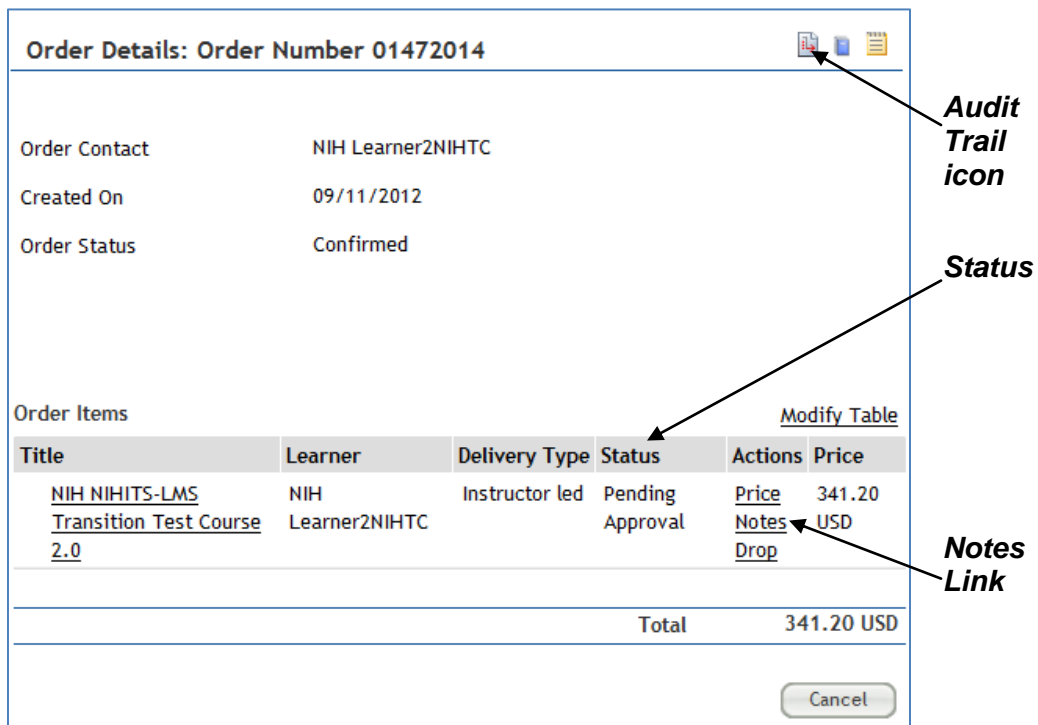 Order Details: Order Number 01472014
Audit
Trail
icon
Order Contact NIH Learner2NIHTC
Created On 09/11/2012
Order Status Confirmed
Status
Order Items Modify Table
Title Learner Delivery Type Status Actions Price
NIH NIHITS-LMS NIH Instructor led Pending Price 341.20
Transition Test Course Learner2NIHTC Approval Notes USD
2.0 Drop
Notes
Link
Total 341.20 USD
Cancel